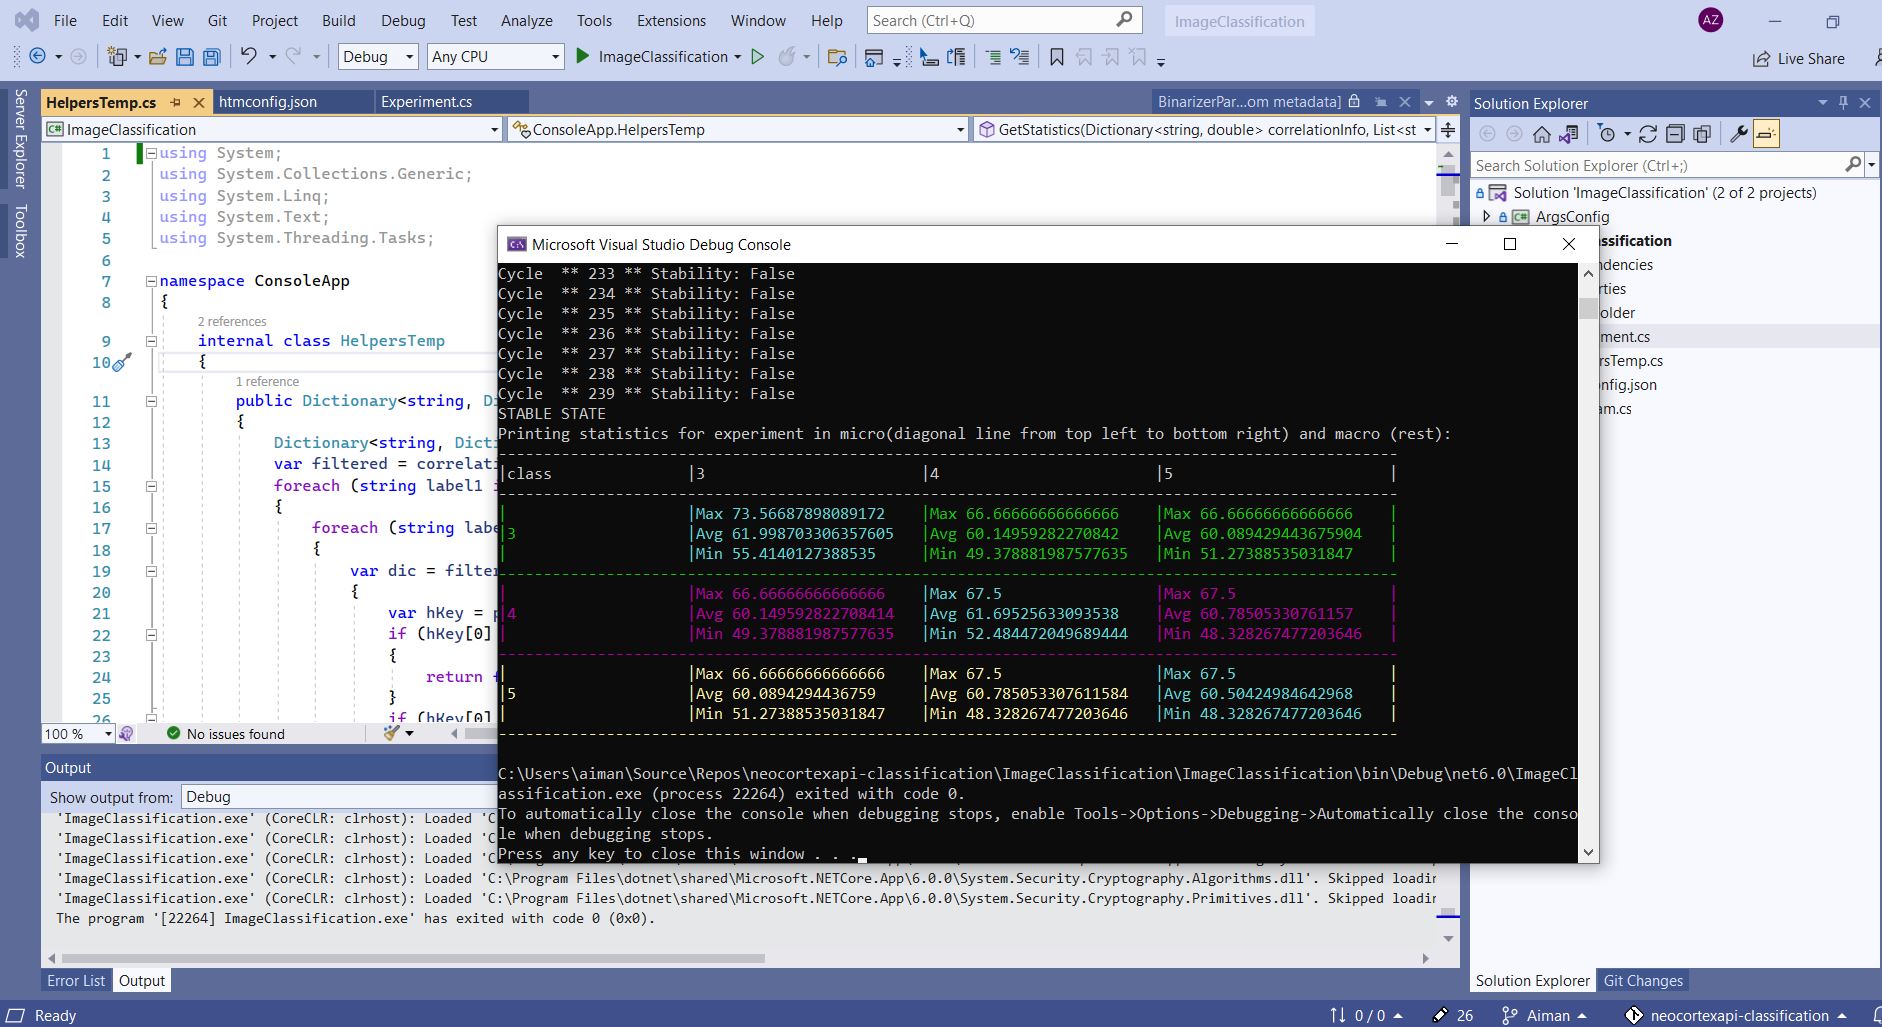 File Edit View Git Project Build Debug Test Analyze Tools Extensions Window Help Search (Ctrl+Q) ImageClassification AZ
Debug Any CPU ImageClassification Live Share
Server Explorer
Toolbox
HelpersTemp.cs htmconfig.json Experiment.cs BinarizerPar...om metadata]
ImageClassification ConsoleApp.HelpersTemp GetStatistics(Dictionary<string, double> correlationInfo, List<st
1 using System;
2 using System.Collections.Generic;
3 using System.Linq;
4 using System.Text;
5 using System.Threading.Tasks;
6
7 namespace ConsoleApp
8 {
2 references
9 internal class HelpersTemp
10 {
1 reference
11 public Dictionary<string, Di
12 {
13 Dictionary<string, Dict
14 var filtered = correlati
15 foreach (string label1 i
16 {
17 foreach (string labe
18 {
19 var dic = filter
20 {
21 var hKey = p
22 if (hKey[0]
23 {
24 return f
25 }
26 if (hKey[0]
100 % No issues found
Microsoft Visual Studio Debug Console
Cycle ** 233 ** Stability: False
Cycle ** 234 ** Stability: False
Cycle ** 235 ** Stability: False
Cycle ** 236 ** Stability: False
Cycle ** 237 ** Stability: False
Cycle ** 238 ** Stability: False
Cycle ** 239 ** Stability: False
STABLE STATE
Printing statistics for experiment in micro(diagonal line from top left to bottom right) and macro (rest):
|class |3 |4 |5 |
| |Max 73.56687898089172 |Max 66.66666666666666 |Max 66.66666666666666 |
|3 |Avg 61.998703306357605 |Avg 60.14959282270842 |Avg 60.089429443675904 |
| |Min 55.4140127388535 |Min 49.378881987577635 |Min 51.27388535031847 |
| |Max 66.66666666666666 |Max 67.5 |Max 67.5 |
|4 |Avg 60.149592822708414 |Avg 61.69525633093538 |Avg 60.78505330761157 |
| |Min 49.378881987577635 |Min 52.484472049689444 |Min 48.328267477203646 |
| |Max 66.66666666666666 |Max 67.5 |Max 67.5 |
|5 |Avg 60.0894294436759 |Avg 60.785053307611584 |Avg 60.50424984642968 |
| |Min 51.27388535031847 |Min 48.328267477203646 |Min 48.328267477203646 |
C:\Users\aiman\Source\Repos\neocortexapi-classification\ImageClassification\ImageClassification\bin\Debug\net6.0\ImageCl
assification.exe (process 22264) exited with code 0.
To automatically close the console when debugging stops, enable Tools->Options->Debugging->Automatically close the conso
le when debugging stops.
Press any key to close this window . . .
Output
Show output from: Debug
'ImageClassification.exe' (CoreCLR: clrhost): Loaded 'C
'ImageClassification.exe' (CoreCLR: clrhost): Loaded 'C
'ImageClassification.exe' (CoreCLR: clrhost): Loaded 'C
'ImageClassification.exe' (CoreCLR: clrhost): Loaded 'C:\Program Files\dotnet\shared\Microsoft.NETCore.App\6.0.0\System.Security.Cryptography.Algorithms.dll'. Skipped loadin
'ImageClassification.exe' (CoreCLR: clrhost): Loaded 'C:\Program Files\dotnet\shared\Microsoft.NETCore.App\6.0.0\System.Security.Cryptography.Primitives.dll'. Skipped loadin
The program '[22264] ImageClassification.exe' has exited with code 0 (0x0).
Error List Output
Solution Explorer
Search Solution Explorer (Ctrl+;)
Solution 'ImageClassification' (2 of 2 projects)
ArgsConfig
ssification
ndencies
rties
older
ment.cs
rsTemp.cs
nfig.json
am.cs
Solution Explorer Git Changes
Ready 0 / 0 26 Aiman neocortexapi-classification